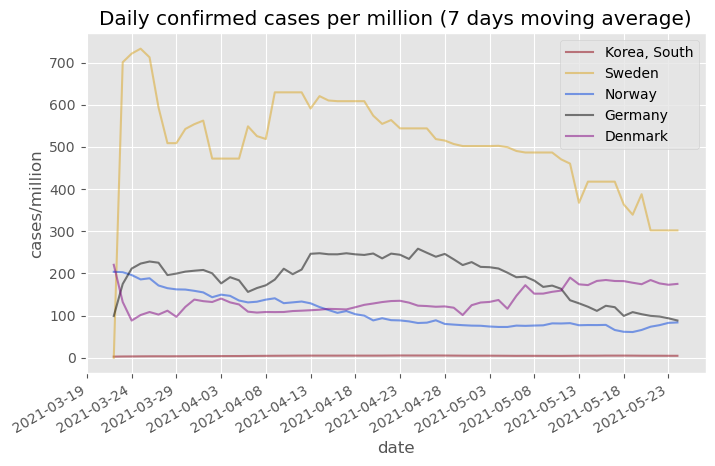 Daily confirmed cases per million (7 days moving average)
Korea, South
Sweden
Norway
Germany
Denmark
cases/million
700
600
500
400
300
200
100
0
2021-03-19
2021-03-24
2021-03-29
2021-04-03
2021-04-08
2021-04-13
2021-04-18
2021-04-23
2021-04-28
2021-05-03
2021-05-08
2021-05-13
2021-05-18
2021-05-23
date